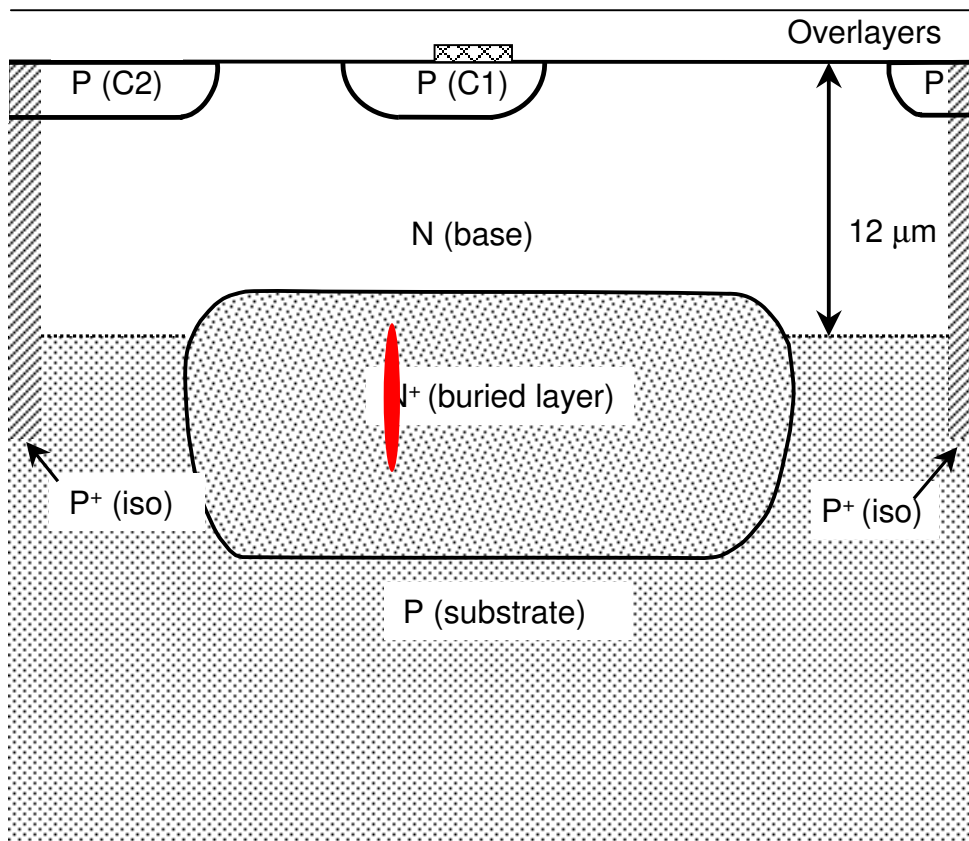 Overlayers
P (C2)
P (C1)
P
N (base)
12 μm
N⁺ (buried layer)
P⁺ (iso)
P⁺ (iso)
P (substrate)